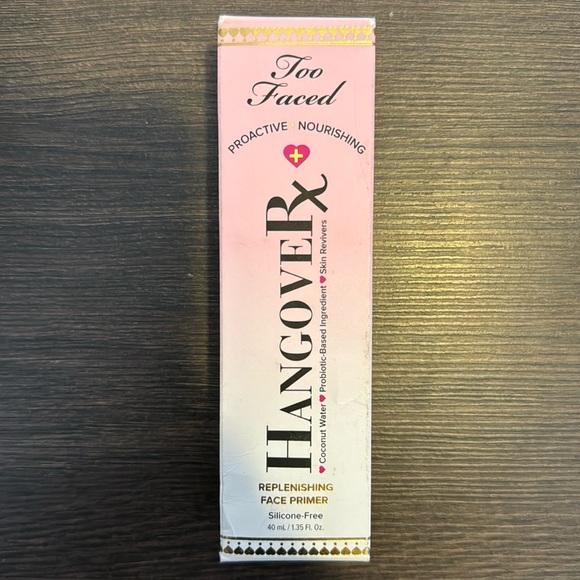 Too
Faced
PROACTIVE NOURISHING
HANGOVERx
Coconut Water Probiotic-Based Ingredient Skin Revivers
REPLENISHING
FACE PRIMER
Silicone-Free
40 mL / 1.35 Fl. Oz.